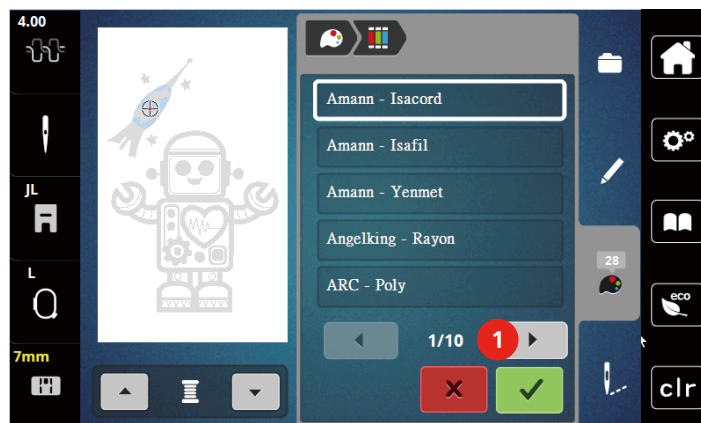 4.00
JL
L
7mm
Amann - Isacord
Amann - Isafil
Amann - Yenmet
Angelking - Rayon
ARC - Poly
1/10
1
28
eco
clr